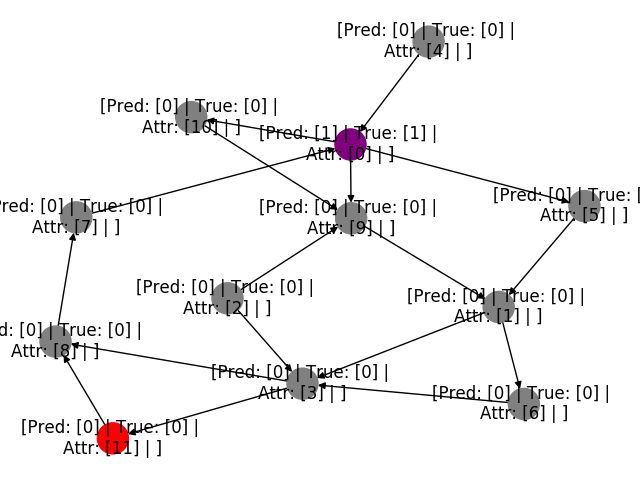 [Pred: [0] | True: [0] |
Attr: [4] | ]
[Pred: [0] | True: [0] |
Attr: [10] | ]
[Pred: [1] | True: [1] |
Attr: [0] | ]
[Pred: [0] | True: [
Attr: [5] | ]
red: [0] | True: [0] |
Attr: [7] | ]
[Pred: [0] | True: [0] |
Attr: [9] | ]
[Pred: [0] | True: [0] |
Attr: [2] | ]
[Pred: [0] | True: [0] |
Attr: [1] | ]
d: [0] | True: [0] |
Attr: [8] | ]
[Pred: [0] | True: [0] |
Attr: [3] | ]
[Pred: [0] | True: [0] |
Attr: [6] | ]
[Pred: [0] | True: [0] |
Attr: [11] | ]